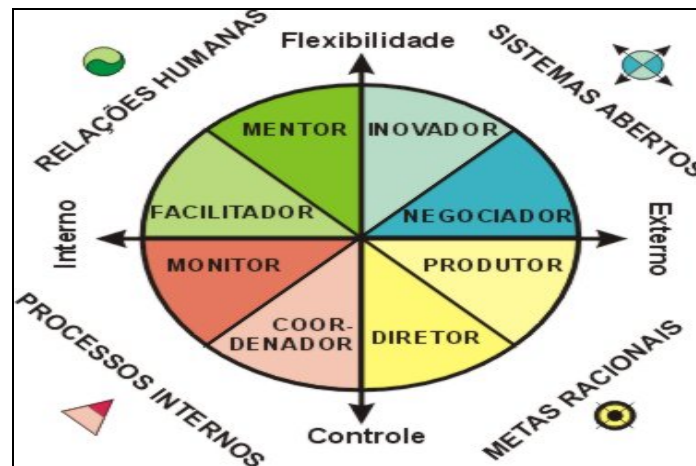 Flexibilidade
RELAÇÕES HUMANAS
SISTEMAS ABERTOS
MENTOR
INOVADOR
FACILITADOR
NEGOCIADOR
Interno
Externo
MONITOR
PRODUTOR
COOR-
DENADOR
DIRETOR
PROCESSOS INTERNOS
METAS RACIONAIS
Controle